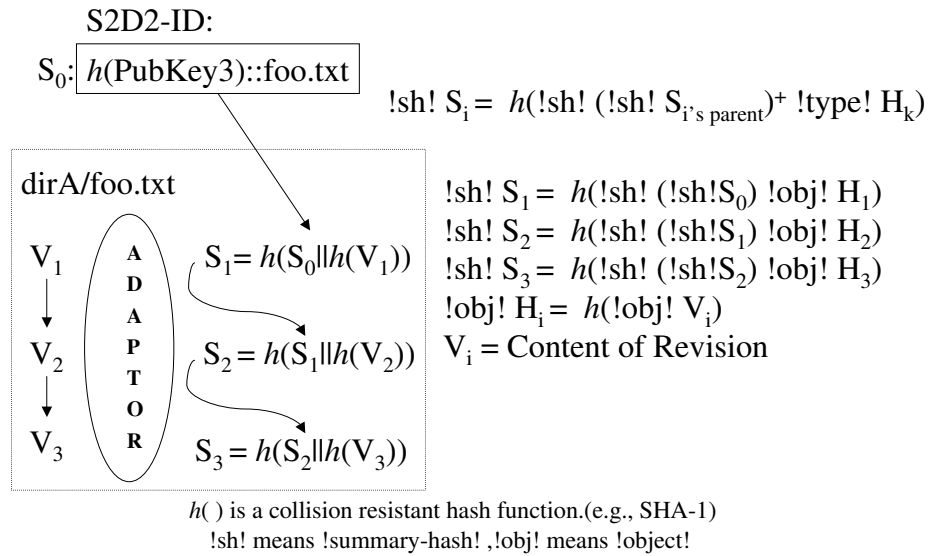 S2D2-ID:
S₀: h(PubKey3)::foo.txt
!sh! Sᵢ = h(!sh! (!sh! S_{i's parent})⁺ !type! Hₖ)
dirA/foo.txt
V₁
V₂
V₃
A
D
A
P
T
O
R
S₁ = h(S₀||h(V₁))
S₂ = h(S₁||h(V₂))
S₃ = h(S₂||h(V₃))
!sh! S₁ = h(!sh! (!sh!S₀) !obj! H₁)
!sh! S₂ = h(!sh! (!sh!S₁) !obj! H₂)
!sh! S₃ = h(!sh! (!sh!S₂) !obj! H₃)
!obj! Hᵢ = h(!obj! Vᵢ)
Vᵢ = Content of Revision
h( ) is a collision resistant hash function.(e.g., SHA-1)
!sh! means !summary-hash! ,!obj! means !object!